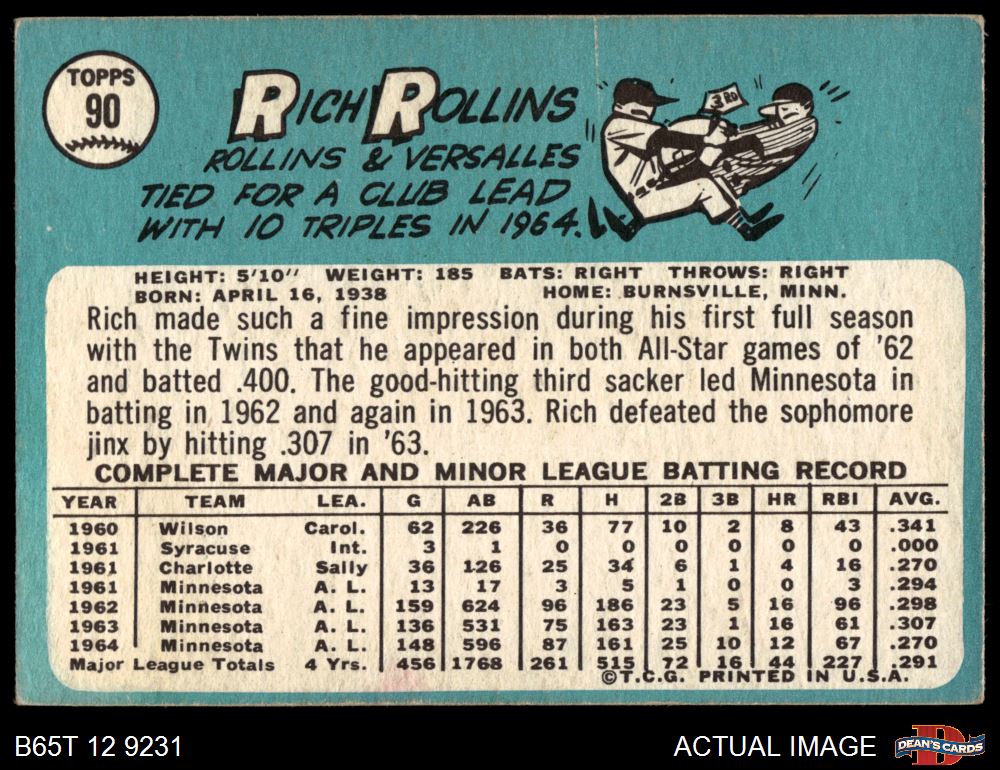 TOPPS
90
RICH ROLLINS
3RD
ROLLINS & VERSALLES
TIED FOR A CLUB LEAD
WITH 10 TRIPLES IN 1964.
HEIGHT: 5'10" WEIGHT: 185 BATS: RIGHT THROWS: RIGHT
BORN: APRIL 16, 1938 HOME: BURNSVILLE, MINN.
Rich made such a fine impression during his first full season
with the Twins that he appeared in both All-Star games of '62
and batted .400. The good-hitting third sacker led Minnesota in
batting in 1962 and again in 1963. Rich defeated the sophomore
jinx by hitting .307 in '63.
COMPLETE MAJOR AND MINOR LEAGUE BATTING RECORD
YEAR TEAM LEA. G AB R H 2B 3B HR RBI AVG.
1960 Wilson Carol. 62 226 36 77 10 2 8 43 .341
1961 Syracuse Int. 3 1 0 0 0 0 0 0 .000
1961 Charlotte Sally 36 126 25 34 6 1 4 16 .270
1961 Minnesota A. L. 13 17 3 5 1 0 0 3 .294
1962 Minnesota A. L. 159 624 96 186 23 5 16 96 .298
1963 Minnesota A. L. 136 531 75 163 23 1 16 61 .307
1964 Minnesota A. L. 148 596 87 161 25 10 12 67 .270
Major League Totals 4 Yrs. 456 1768 261 515 72 16 44 227 .291
©T.C.G. PRINTED IN U.S.A.
B65T 12 9231
ACTUAL IMAGE
D
DEAN'S CARDS